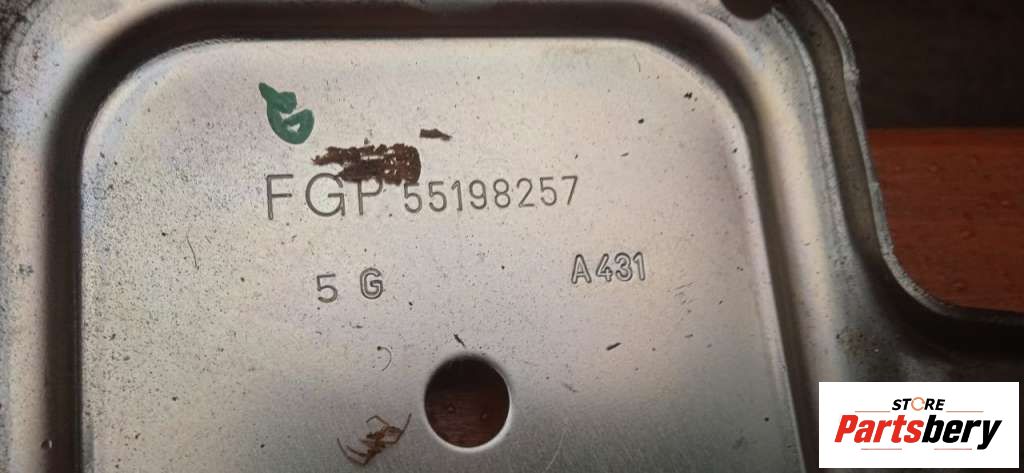 FGP 55198257
5 G A431
STORE
Partsbery